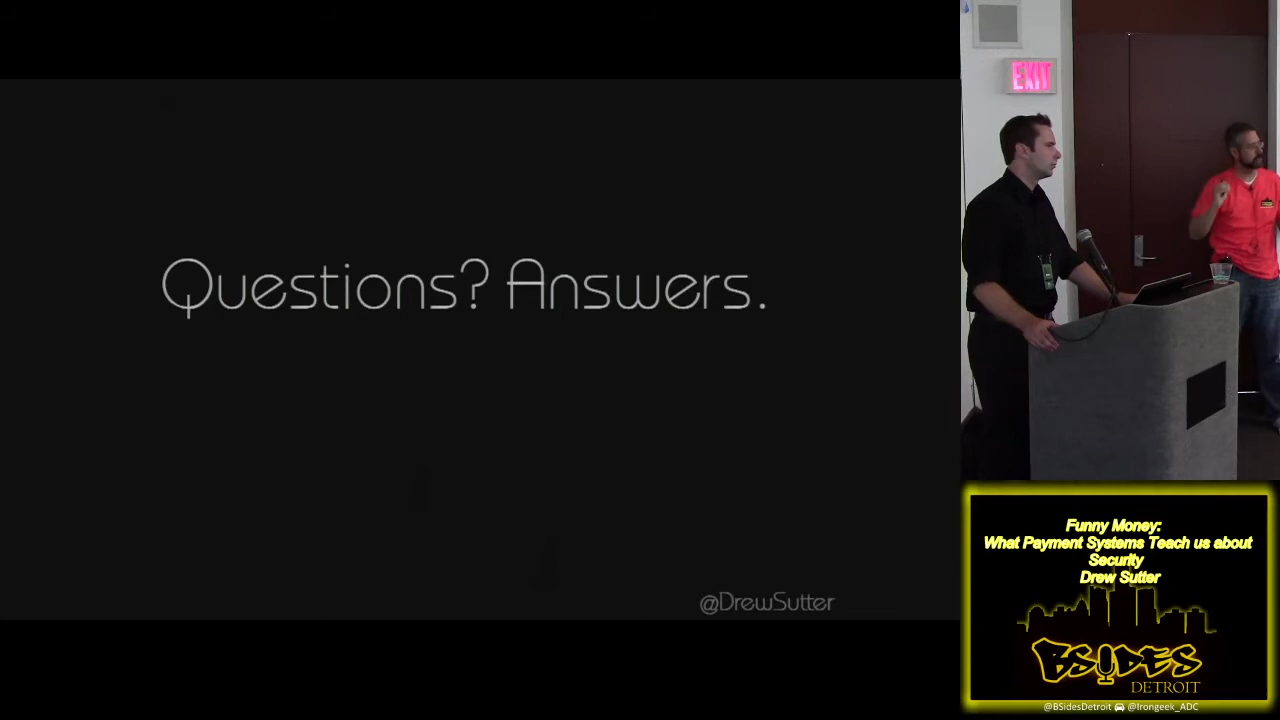 Questions? Answers.
@DrewSutter
EXIT
Funny Money:
What Payment Systems Teach us about
Security
Drew Sutter
BSIDES
DETROIT
@BSidesDetroit @Irongeek_ADC